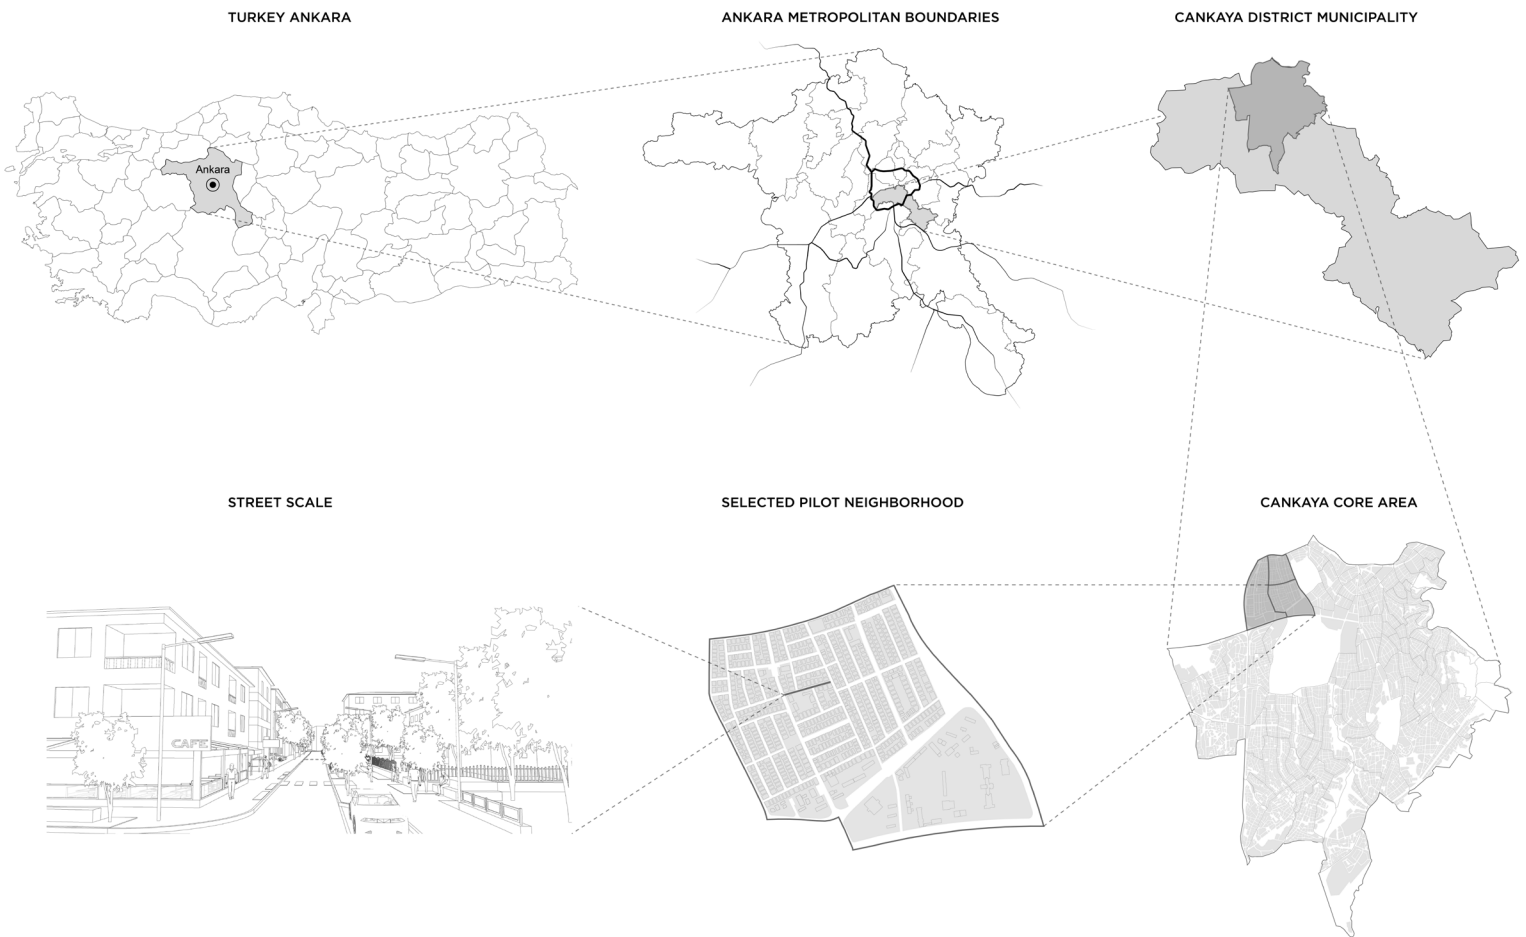 TURKEY ANKARA
ANKARA METROPOLITAN BOUNDARIES
CANKAYA DISTRICT MUNICIPALITY
Ankara
STREET SCALE
SELECTED PILOT NEIGHBORHOOD
CANKAYA CORE AREA
CAFE